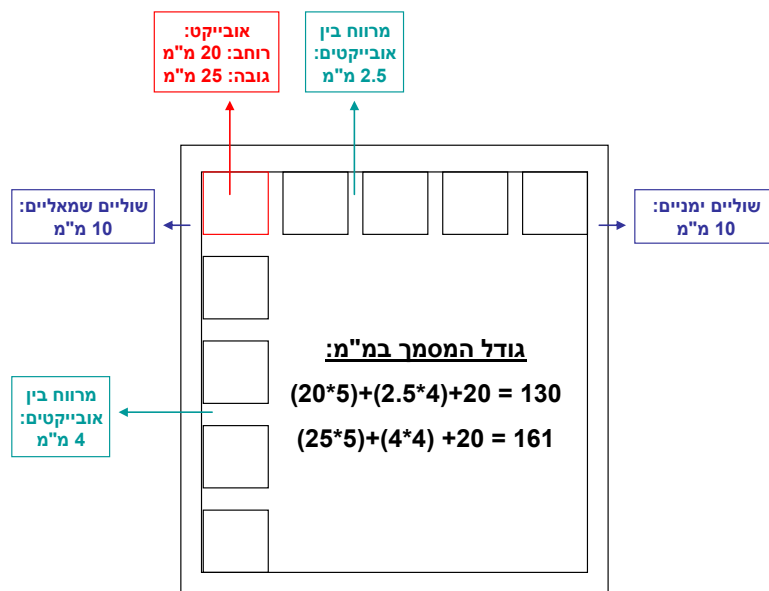 אובייקט:
רוחב: 20 מ"מ
גובה: 25 מ"מ
מרווח בין
אובייקטים:
2.5 מ"מ
שוליים ימניים:
10 מ"מ
שוליים שמאליים:
10 מ"מ
גודל המסמך במ"מ:
(20*5)+(2.5*4)+20 = 130
(25*5)+(4*4) +20 = 161
מרווח בין
אובייקטים:
4 מ"מ